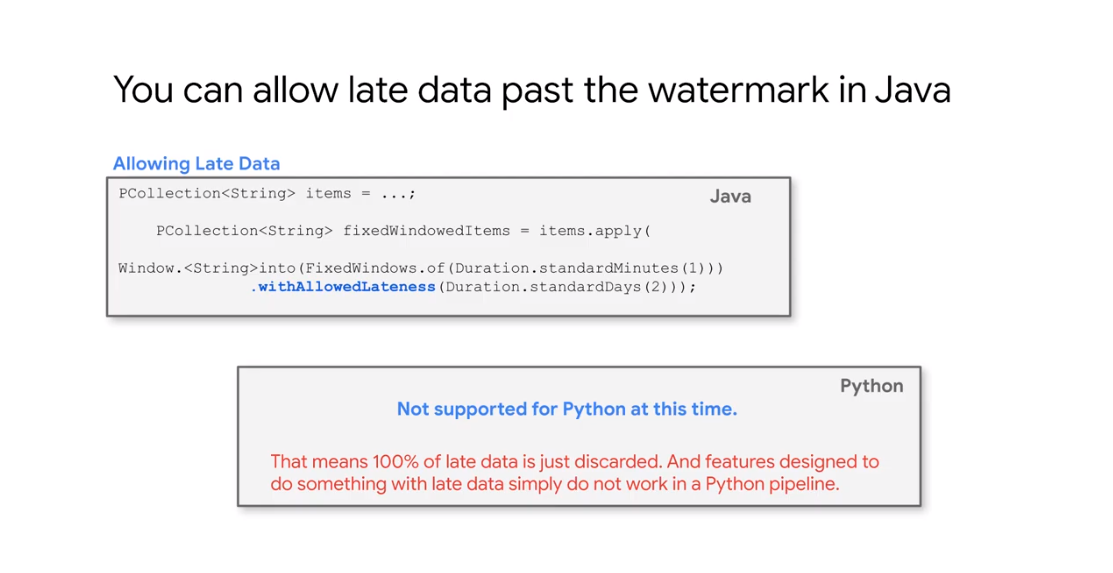 You can allow late data past the watermark in Java
Allowing Late Data
Java
PCollection<String> items = ...;
PCollection<String> fixedWindowedItems = items.apply(
Window.<String>into(FixedWindows.of(Duration.standardMinutes(1)))
.withAllowedLateness(Duration.standardDays(2)));
Python
Not supported for Python at this time.
That means 100% of late data is just discarded. And features designed to
do something with late data simply do not work in a Python pipeline.